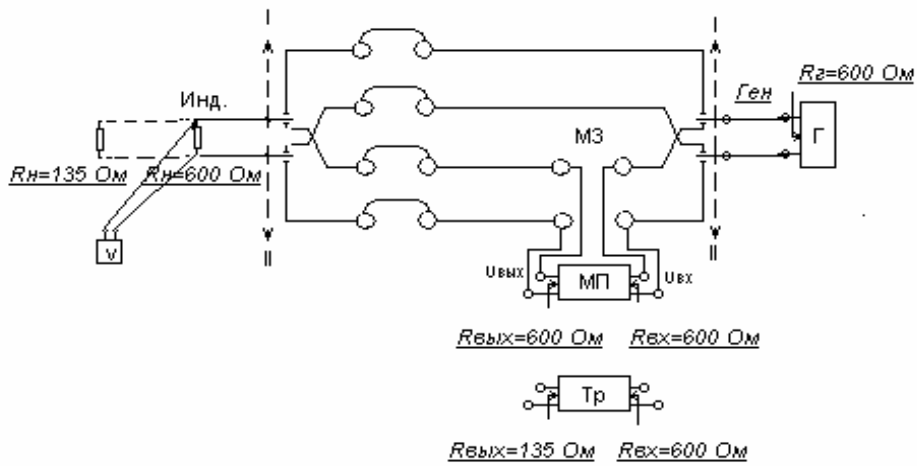 I
I
Rг=600 Ом
Ген
Инд.
МЗ
Г
Rн=135 Ом
Rн=600 Ом
V
II
II
Uвых
МП
Uвх
Rвых=600 Ом
Rвх=600 Ом
Тр
Rвых=135 Ом
Rвх=600 Ом